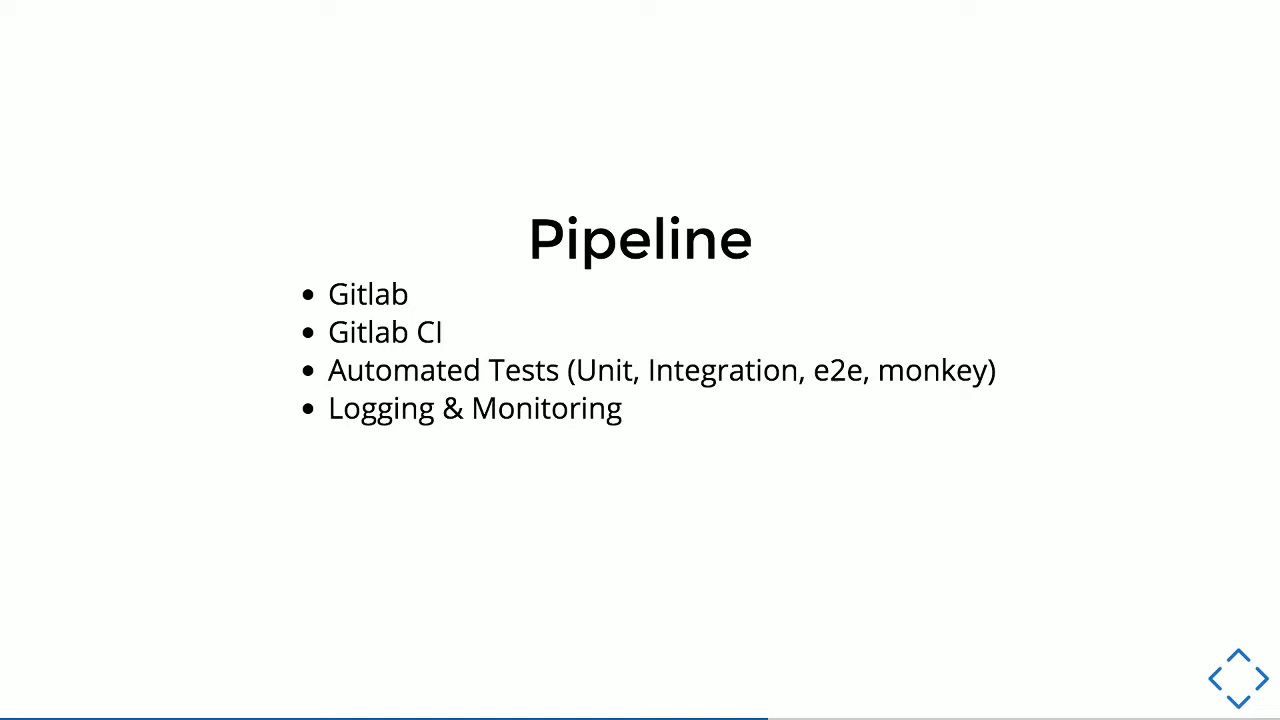 Pipeline
• Gitlab
• Gitlab CI
• Automated Tests (Unit, Integration, e2e, monkey)
• Logging & Monitoring